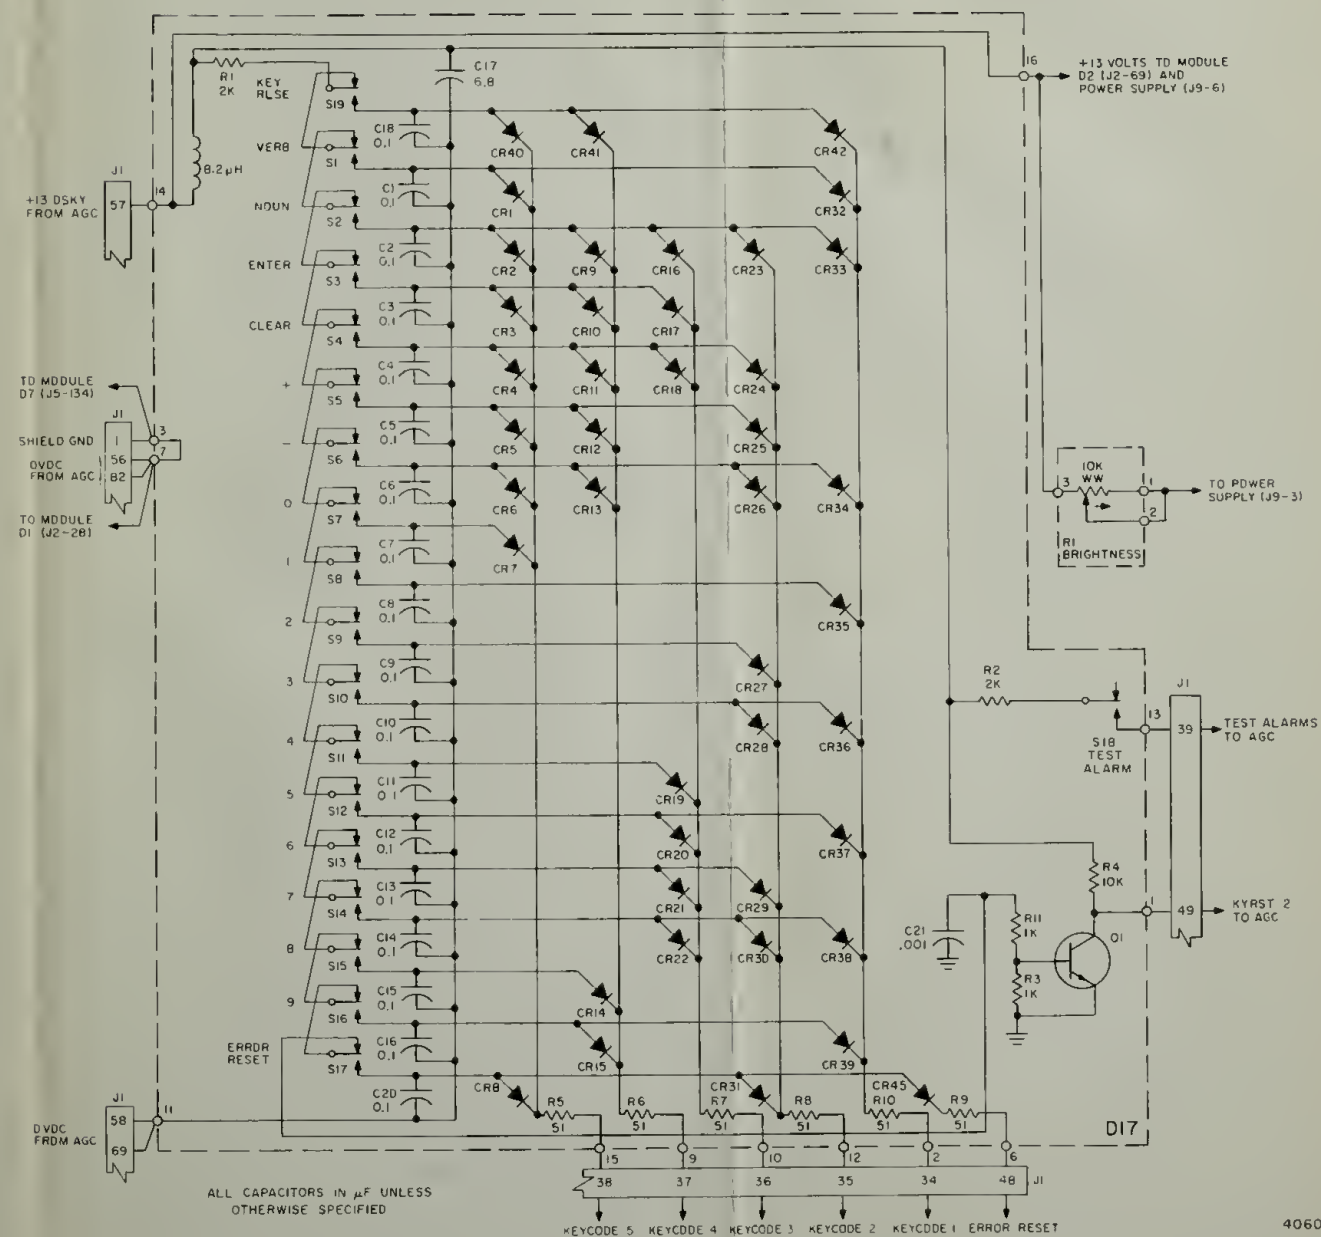 16
+13 VOLTS TO MODULE
D2 (J2-69) AND
POWER SUPPLY (J9-6)
R1
2K
KEY
RLSE
S19
C17
6.8
C18
0.1
CR40
CR41
CR42
VERB
S1
C1
0.1
CR1
CR32
8.2 µH
J1
57
14
+13 DSKY
FROM AGC
NOUN
S2
C2
0.1
CR2
CR9
CR16
CR23
CR33
ENTER
S3
C3
0.1
CR3
CR10
CR17
CLEAR
S4
C4
0.1
CR4
CR11
CR18
CR24
+
S5
C5
0.1
CR5
CR12
CR25
−
S6
C6
0.1
CR6
CR13
CR26
CR34
0
S7
C7
0.1
CR7
1
S8
C8
0.1
CR35
2
S9
C9
0.1
CR27
3
S10
C10
0.1
CR28
CR36
4
S11
C11
0.1
CR19
5
S12
C12
0.1
CR20
CR37
6
S13
C13
0.1
CR21
CR29
7
S14
C14
0.1
CR22
CR30
CR38
8
S15
C15
0.1
CR14
9
S16
C16
0.1
CR15
CR39
ERROR
RESET
S17
C20
0.1
CR8
CR31
CR45
TO MODULE
D7 (J5-134)
J1
SHIELD GND
1
3
0VDC
FROM AGC
56
82
7
TO MODULE
D1 (J2-28)
3
10K
WW
1
2
R1
BRIGHTNESS
TO POWER
SUPPLY (J9-3)
R2
2K
S18
TEST
ALARM
13
J1
39
TEST ALARMS
TO AGC
R4
10K
1
49
KYRST 2
TO AGC
C21
.001
R11
1K
R3
1K
Q1
J1
58
69
11
0VDC
FROM AGC
R5
51
R6
51
R7
51
R8
51
R10
51
R9
51
D17
15
9
10
12
2
6
38
37
36
35
34
48
J1
ALL CAPACITORS IN µF UNLESS
OTHERWISE SPECIFIED
KEYCODE 5 KEYCODE 4 KEYCODE 3 KEYCODE 2 KEYCODE 1 ERROR RESET
4060